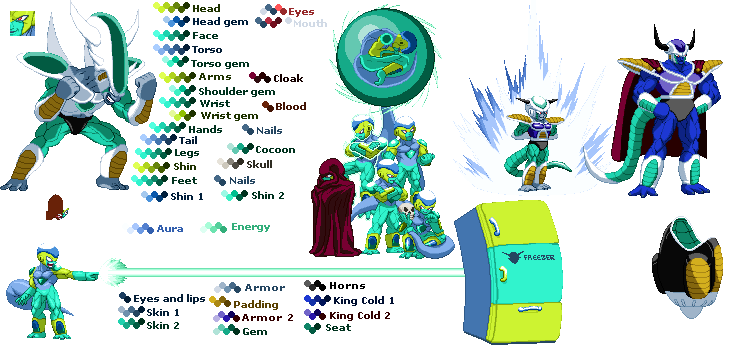 Head
Eyes
Head gem
Mouth
Face
Torso
Torso gem
Arms
Cloak
Shoulder gem
Wrist
Blood
Wrist gem
Hands
Nails
Tail
Cocoon
Legs
Skull
Shin
Feet
Nails
Skin 1
Skin 2
Aura
Energy
FREEZER
Armor
Horns
Eyes and lips
Padding
King Cold 1
Skin 1
Armor 2
King Cold 2
Skin 2
Gem
Seat